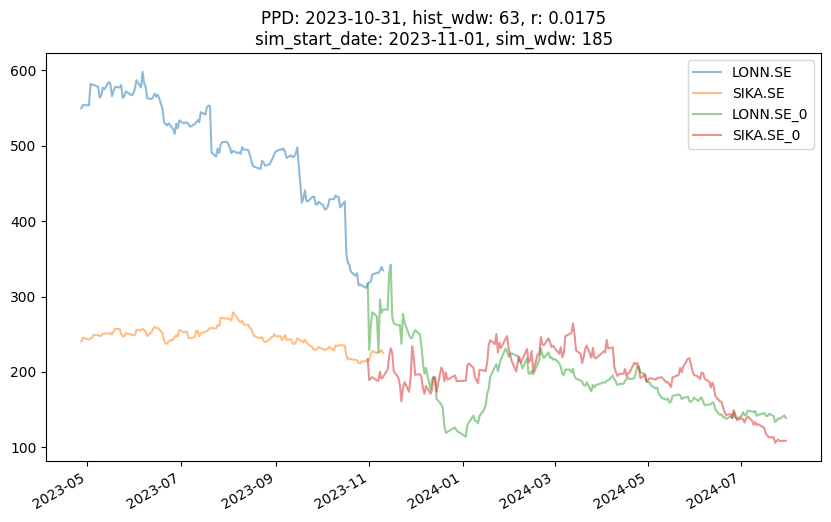 PPD: 2023-10-31, hist_wdw: 63, r: 0.0175
sim_start_date: 2023-11-01, sim_wdw: 185
LONN.SE
SIKA.SE
LONN.SE_0
SIKA.SE_0
600
500
400
300
200
100
2023-05
2023-07
2023-09
2023-11
2024-01
2024-03
2024-05
2024-07